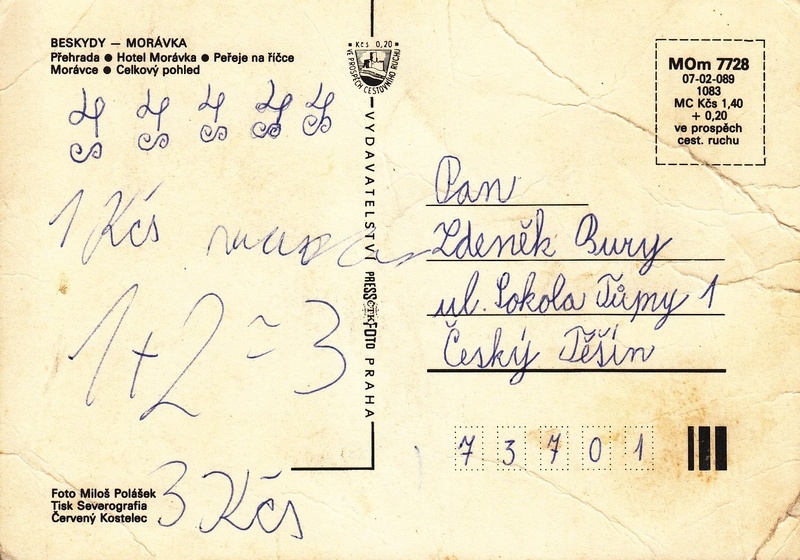 BESKYDY — MORÁVKA
Přehrada ● Hotel Morávka ● Peřeje na říčce
Morávce ● Celkový pohled
1 Kčs
1+2=3
3 Kčs
Foto Miloš Polášek
Tisk Severografia
Červený Kostelec
Kčs 0,20
VE PROSPĚCH CESTOVNÍHO RUCHU
VYDAVATELSTVÍ PRESSFOTO PRAHA
MOm 7728
07-02-089
1083
MC Kčs 1,40
+ 0,20
ve prospěch
cest. ruchu
Pan
Zdeněk Bury
ul. Sokola Tůmy 1
Český Těšín
7 3 7 0 1